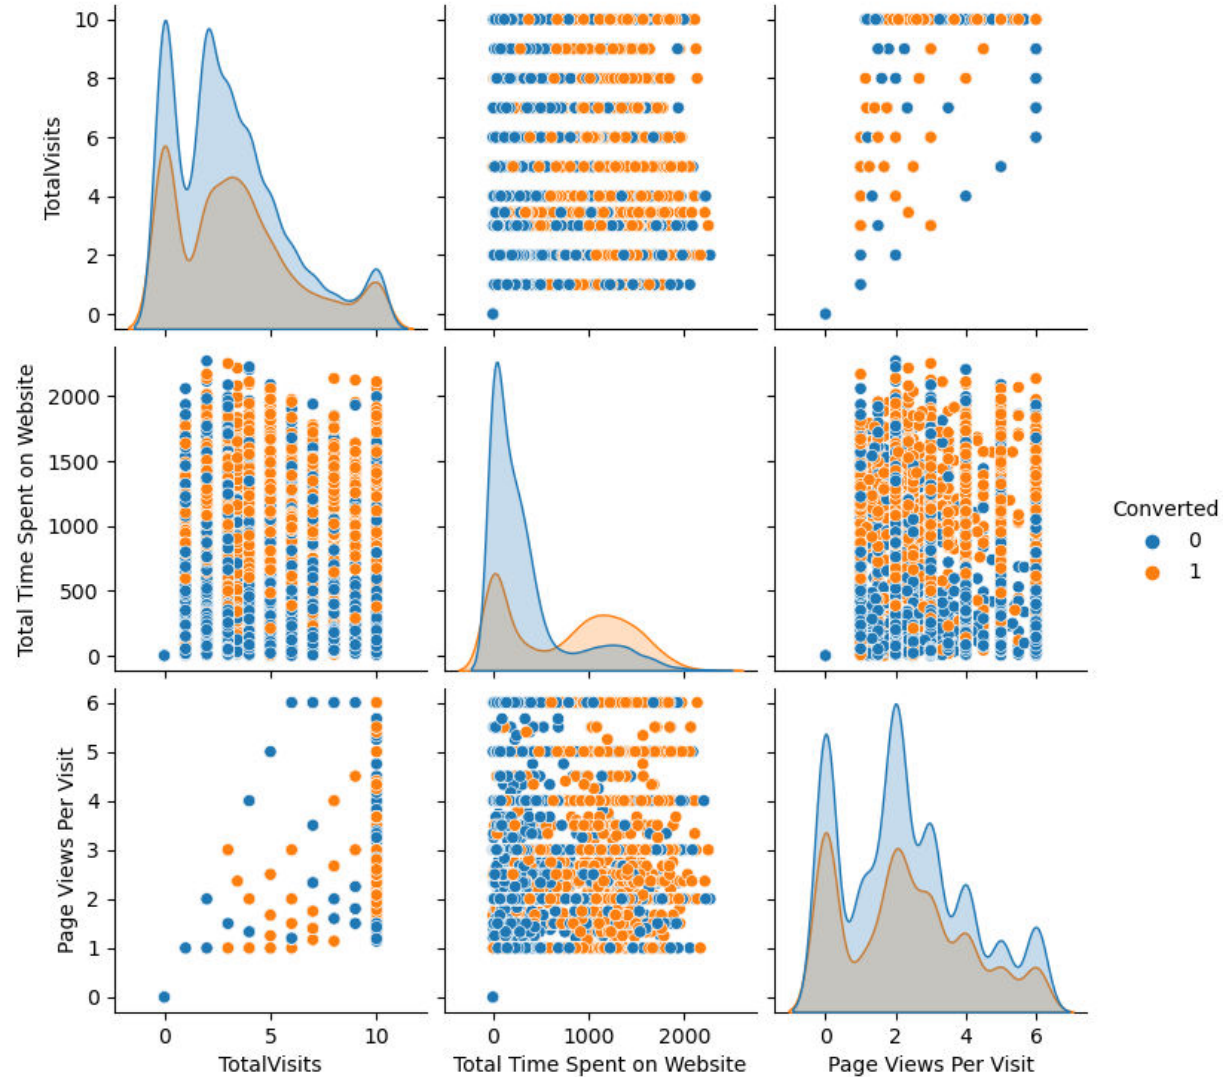 10
8
6
4
2
0
TotalVisits
2000
1500
1000
500
0
Total Time Spent on Website
Converted
0
1
6
5
4
3
2
1
0
Page Views Per Visit
0 5 10
0 1000 2000
0 2 4 6
TotalVisits
Total Time Spent on Website
Page Views Per Visit